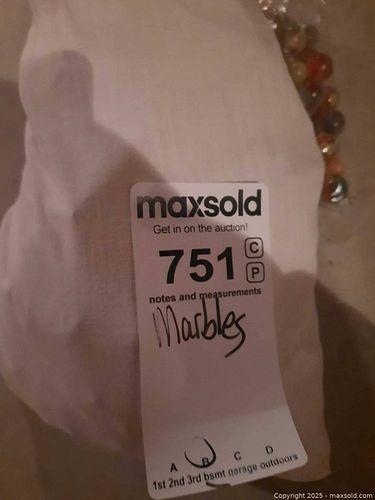 maxsold
Get in on the auction!
751 C
P
notes and measurements
Marbles
A B C D
1st 2nd 3rd bsmt garage outdoors
Copyright 2025 - maxsold.com